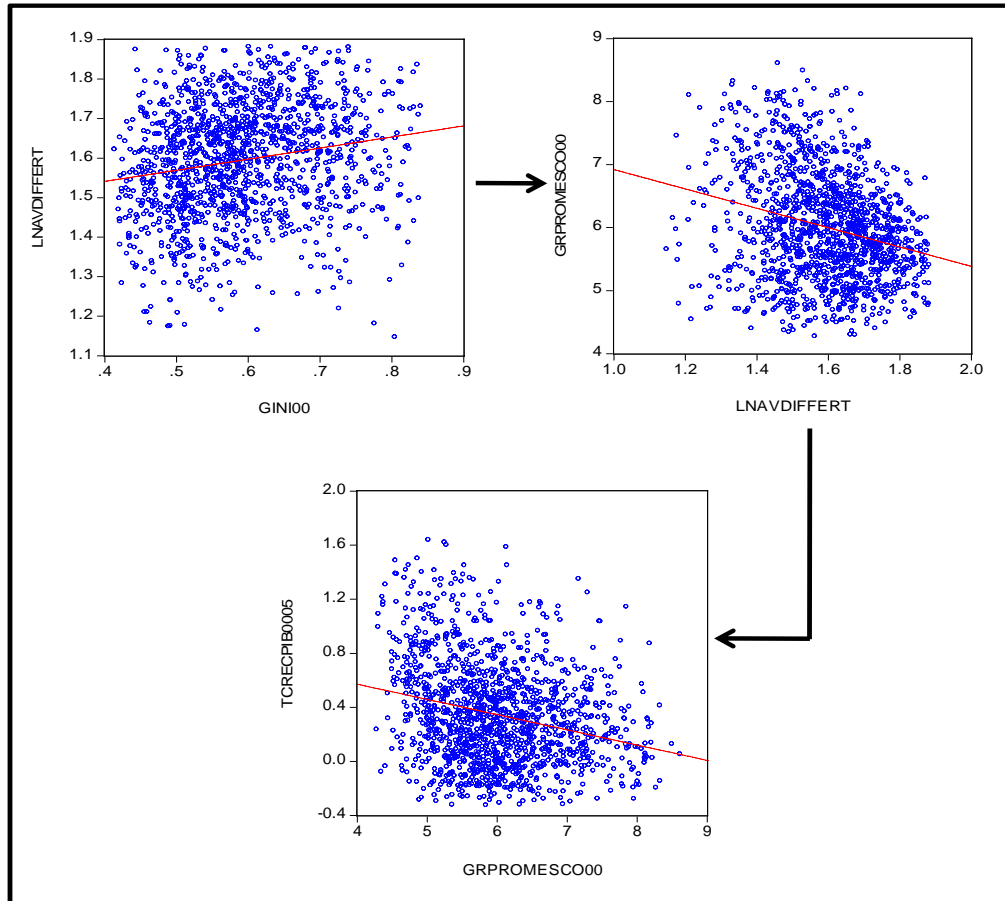 1.9
1.8
1.7
1.6
1.5
1.4
1.3
1.2
1.1
LNAVDIFFERT
.4 .5 .6 .7 .8 .9
GINI00
9
8
7
6
5
4
GRPROMESCO00
1.0 1.2 1.4 1.6 1.8 2.0
LNAVDIFFERT
2.0
1.6
1.2
0.8
0.4
0.0
-0.4
TCRECPIB0005
4 5 6 7 8 9
GRPROMESCO00